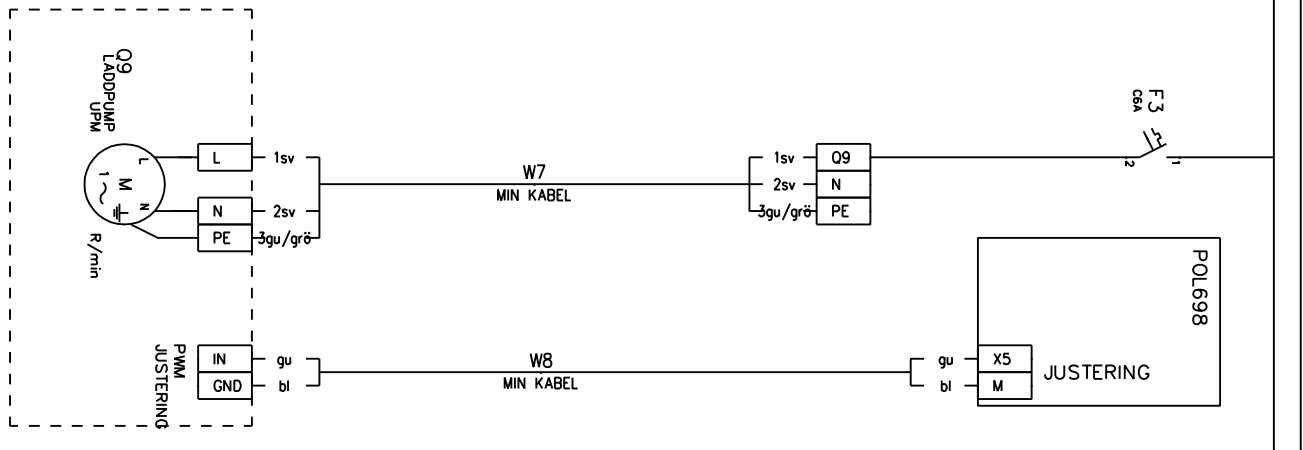 Q9
LADDPUMP
UPM
L
M
1
N
R/min
L
N
PE
1sv
2sv
3gu/grö
W7
MIN KABEL
1sv
2sv
3gu/grö
Q9
N
PE
F3
C6A
2
1
PWM
JUSTERING
IN
GND
gu
bl
W8
MIN KABEL
gu
bl
X5
M
JUSTERING
POL698